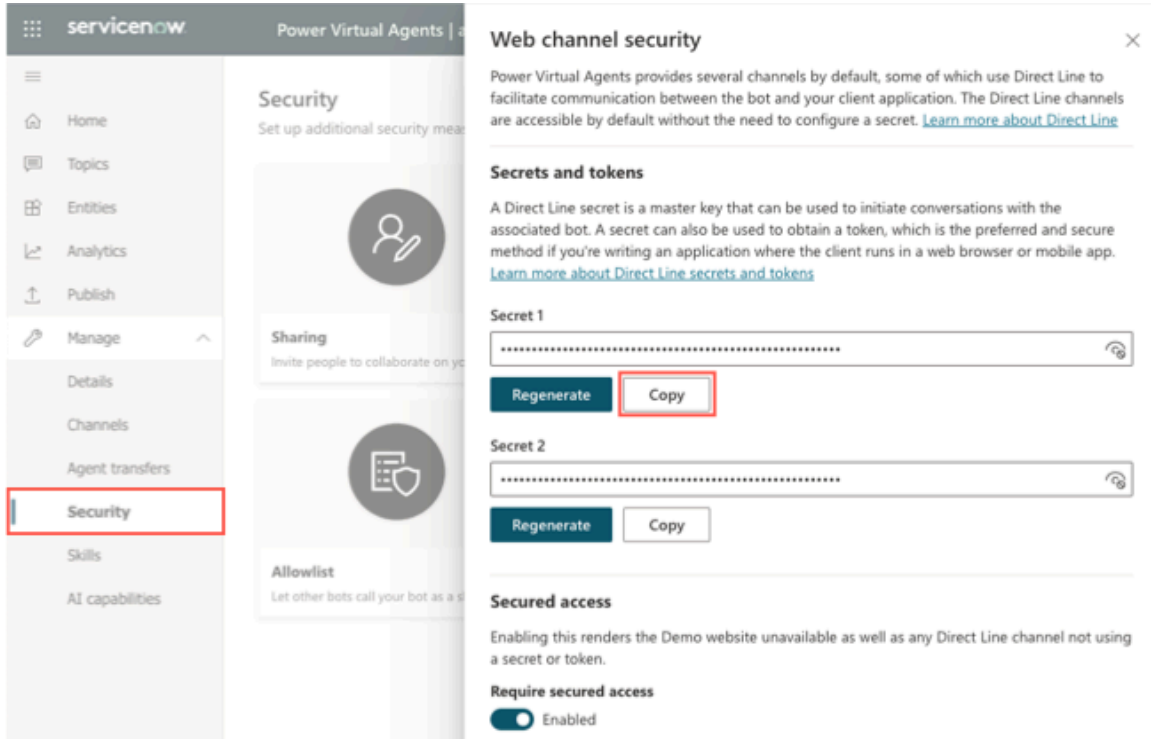 servicenow
Power Virtual Agents |
Home
Topics
Entities
Analytics
Publish
Manage
Details
Channels
Agent transfers
Security
Skills
AI capabilities
Security
Set up additional security
Sharing
Invite people to collaborate on
Allowlist
Let other bots call your bot as a
Web channel security
Power Virtual Agents provides several channels by default, some of which use Direct Line to
facilitate communication between the bot and your client application. The Direct Line channels
are accessible by default without the need to configure a secret. Learn more about Direct Line
Secrets and tokens
A Direct Line secret is a master key that can be used to initiate conversations with the
associated bot. A secret can also be used to obtain a token, which is the preferred and secure
method if you're writing an application where the client runs in a web browser or mobile app.
Learn more about Direct Line secrets and tokens
Secret 1
Regenerate
Copy
Secret 2
Regenerate
Copy
Secured access
Enabling this renders the Demo website unavailable as well as any Direct Line channel not using
a secret or token.
Require secured access
Enabled